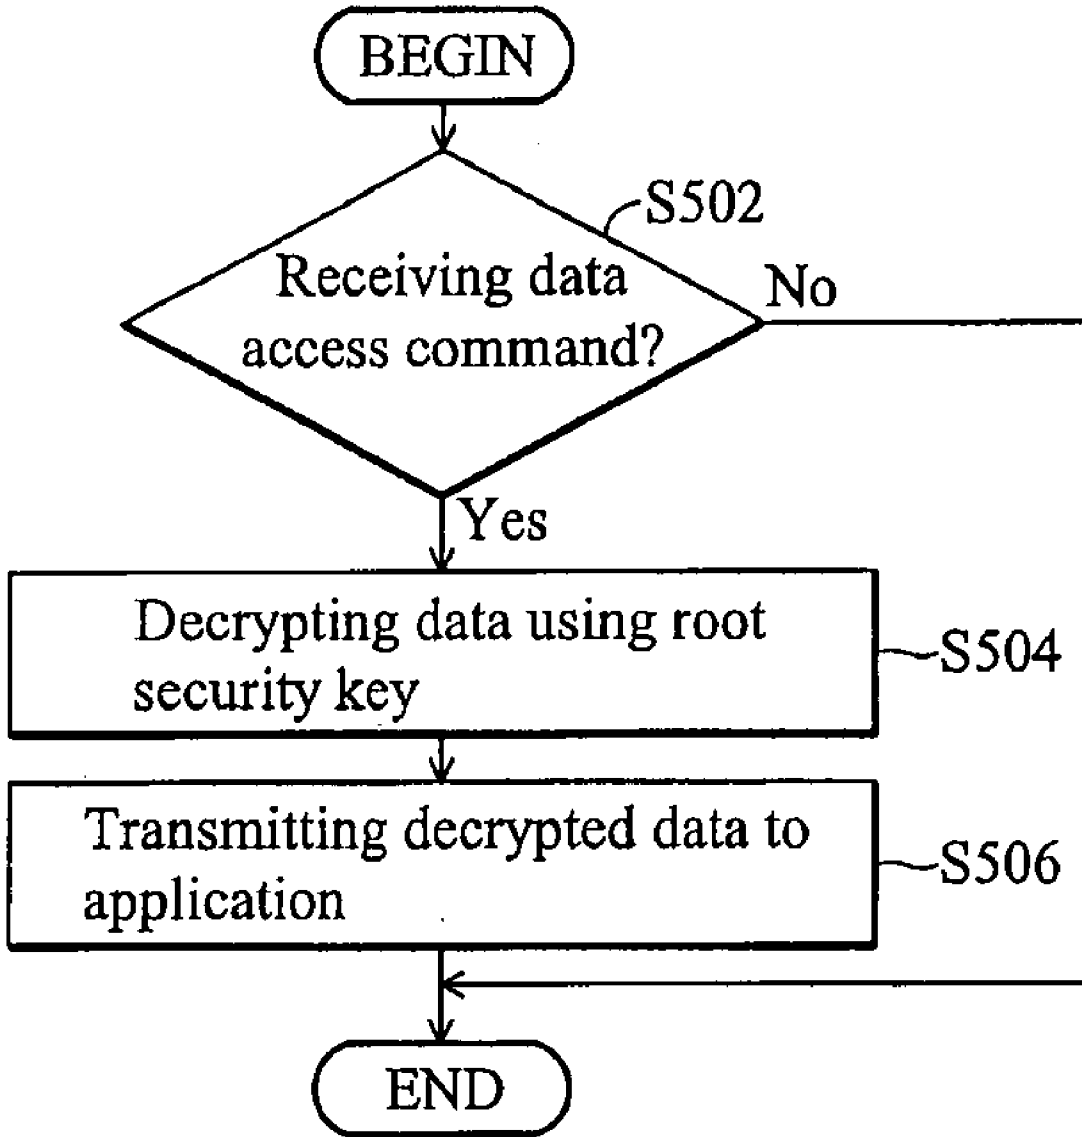 BEGIN
S502
Receiving data
access command?
No
Yes
Decrypting data using root
security key
S504
Transmitting decrypted data to
application
S506
END